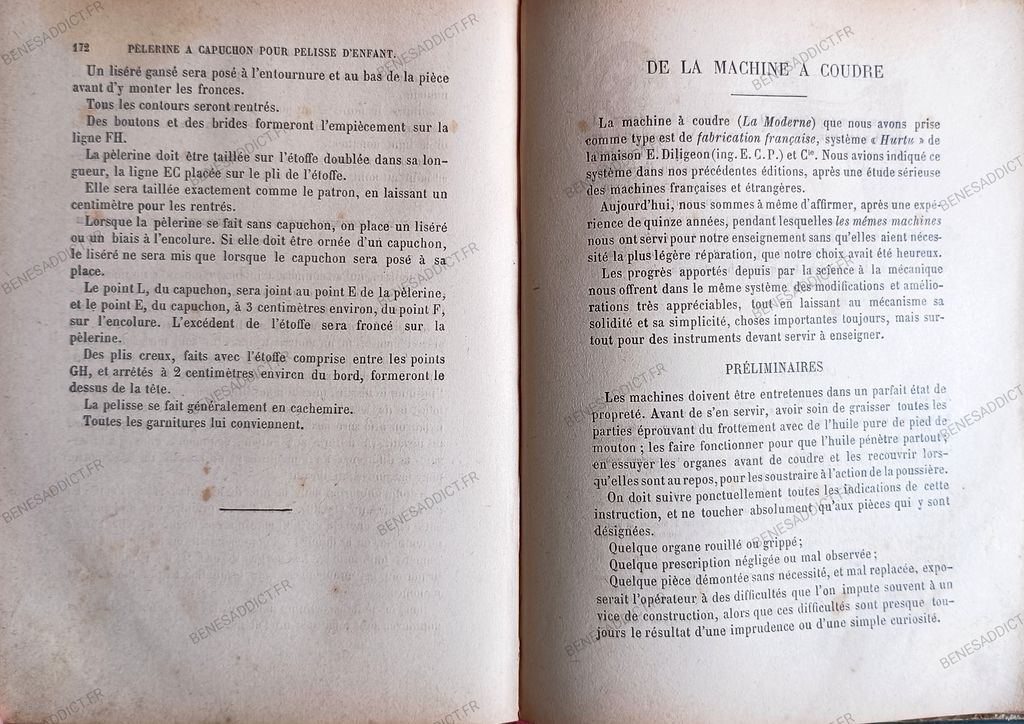 172 PÈLERINE A CAPUCHON POUR PELISSE D'ENFANT.
Un liséré gansé sera posé à l'entournure et au bas de la pièce
avant d'y monter les fronces.
Tous les contours seront rentrés.
Des boutons et des brides formeront l'empiècement sur la
ligne FH.
La pèlerine doit être taillée sur l'étoffe doublée dans sa lon-
gueur, la ligne EC placée sur le pli de l'étoffe.
Elle sera taillée exactement comme le patron, en laissant un
centimètre pour les rentrés.
Lorsque la pèlerine se fait sans capuchon, on place un liséré
ou un biais à l'encolure. Si elle doit être ornée d'un capuchon,
le liséré ne sera mis que lorsque le capuchon sera posé à sa
place.
Le point L, du capuchon, sera joint au point E de la pèlerine,
et le point E, du capuchon, à 3 centimètres environ, du point F,
sur l'encolure. L'excédent de l'étoffe sera froncé sur la
pèlerine.
Des plis creux, faits avec l'étoffe comprise entre les points
GH, et arrêtés à 2 centimètres environ du bord, formeront le
dessus de la tête.
La pelisse se fait généralement en cachemire.
Toutes les garnitures lui conviennent.
DE LA MACHINE A COUDRE
La machine à coudre (La Moderne) que nous avons prise
comme type est de fabrication française, système « Hurtu » de
la maison E. Diligeon (ing. E. C. P.) et Cie. Nous avions indiqué ce
système dans nos précédentes éditions, après une étude sérieuse
des machines françaises et étrangères.
Aujourd'hui, nous sommes à même d'affirmer, après une expé-
rience de quinze années, pendant lesquelles les mêmes machines
nous ont servi pour notre enseignement sans qu'elles aient néces-
sité la plus légère réparation, que notre choix avait été heureux.
Les progrès apportés depuis par la science à la mécanique
nous offrent dans le même système des modifications et amélio-
rations très appréciables, tout en laissant au mécanisme sa
solidité et sa simplicité, choses importantes toujours, mais sur-
tout pour des instruments devant servir à enseigner.
PRÉLIMINAIRES
Les machines doivent être entretenues dans un parfait état de
propreté. Avant de s'en servir, avoir soin de graisser toutes les
parties éprouvant du frottement avec de l'huile pure de pied de
mouton ; les faire fonctionner pour que l'huile pénètre partout ;
en essuyer les organes avant de coudre et les recouvrir lors-
qu'elles sont au repos, pour les soustraire à l'action de la poussière.
On doit suivre ponctuellement toutes les indications de cette
instruction, et ne toucher absolument qu'aux pièces qui y sont
désignées.
Quelque organe rouillé ou grippé ;
Quelque prescription négligée ou mal observée ;
Quelque pièce démontée sans nécessité, et mal replacée, expo-
serait l'opérateur à des difficultés que l'on impute souvent à un
vice de construction, alors que ces difficultés sont presque tou-
jours le résultat d'une imprudence ou d'une simple curiosité.
BENESADDICT.FR